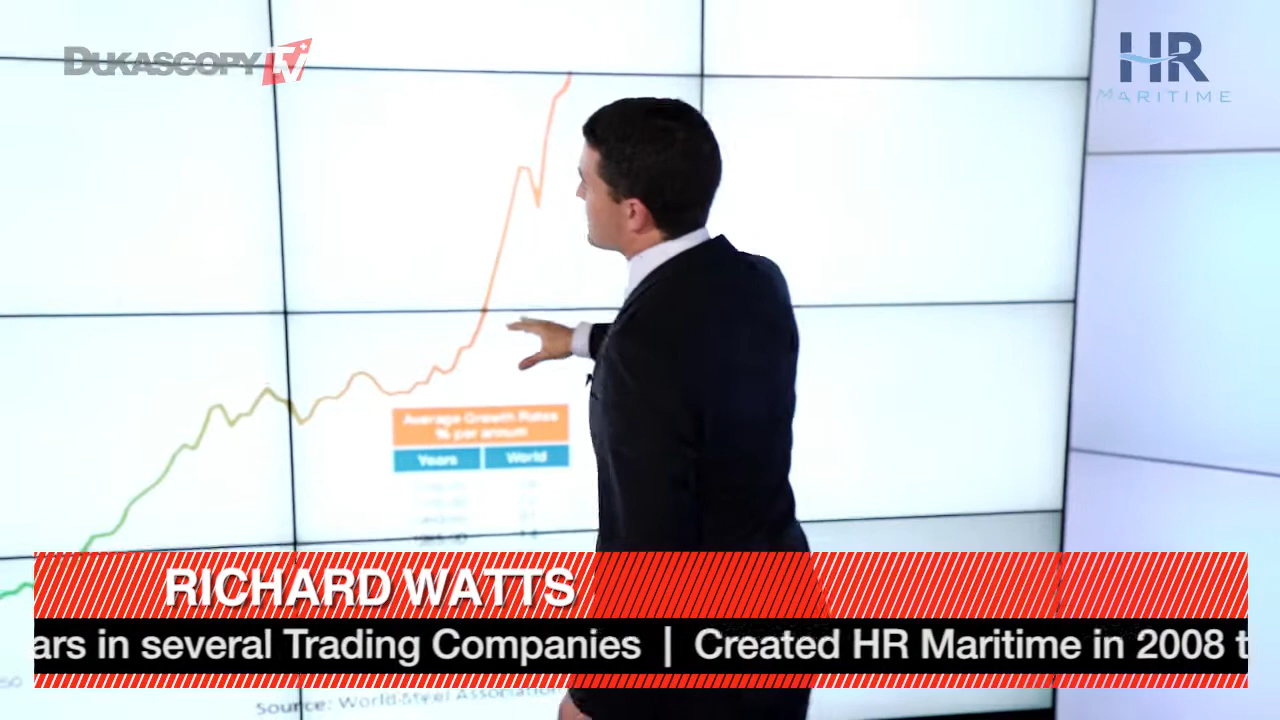 DUKASCOPY TV
HR
MARITIME
Average Growth Rates
% per annum
Years World
RICHARD WATTS
ars in several Trading Companies | Created HR Maritime in 2008 t
50
Source: World Steel Association